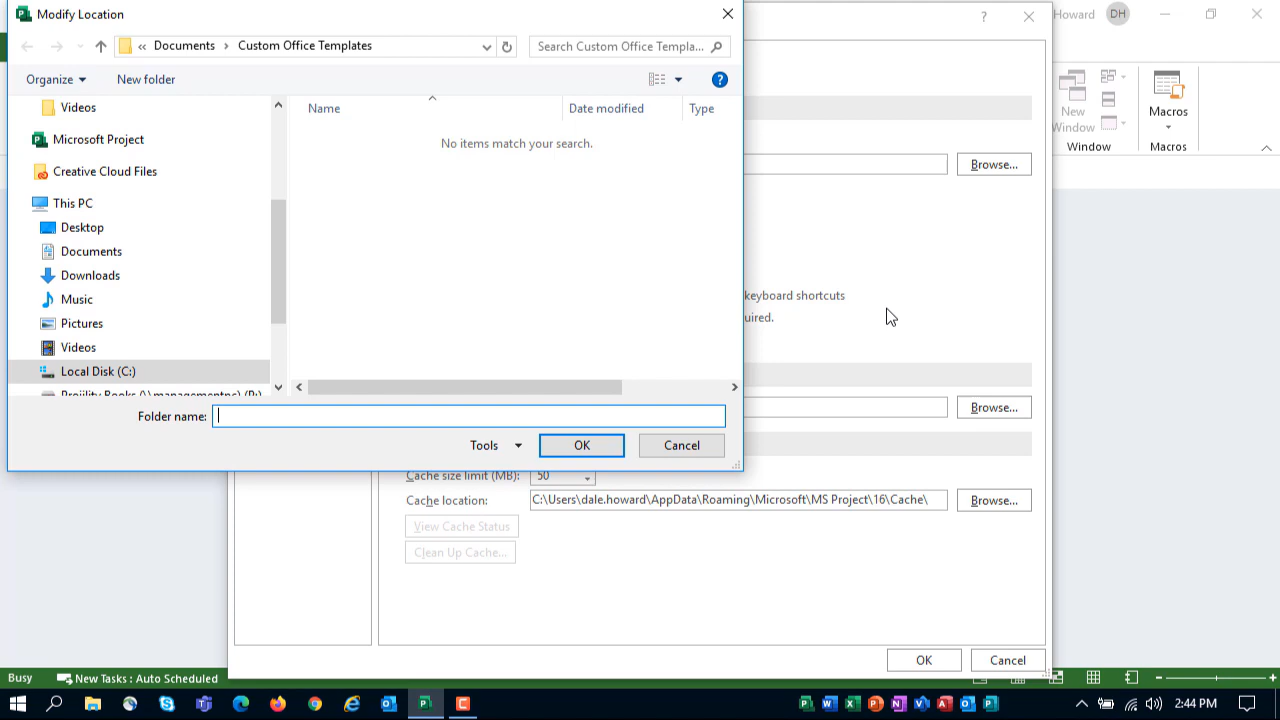 Modify Location
Howard DH
« Documents › Custom Office Templates
Search Custom Office Templa...
Organize
New folder
Videos
Microsoft Project
Creative Cloud Files
This PC
Desktop
Documents
Downloads
Music
Pictures
Videos
Local Disk (C:)
Name
Date modified
Type
No items match your search.
Folder name:
Tools
OK
Cancel
New
Window
Macros
Window
Macros
Browse...
keyboard shortcuts
uired.
Browse...
Cache size limit (MB): 50
Cache location: C:\Users\dale.howard\AppData\Roaming\Microsoft\MS Project\16\Cache\ Browse...
View Cache Status
Clean Up Cache...
OK
Cancel
Busy
New Tasks : Auto Scheduled
2:44 PM